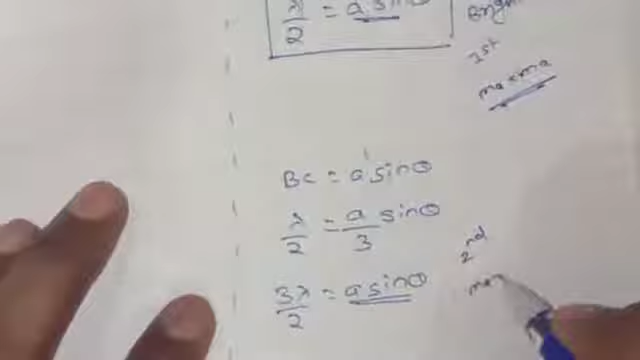 λ/2 = a sinθ
1st
maxima
BC = a sinθ
λ/2 = a/3 sinθ
3λ/2 = a sinθ
2nd